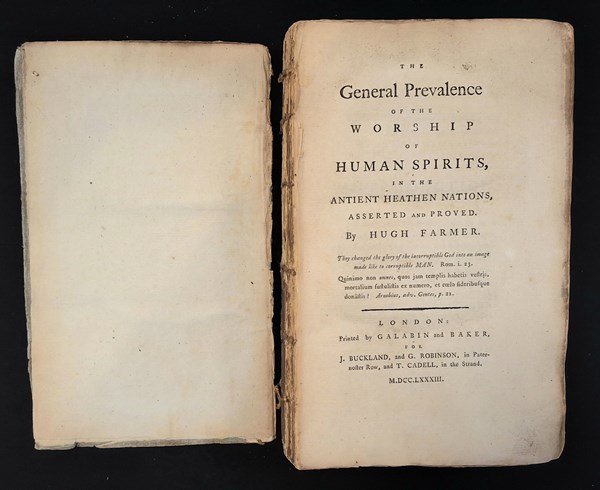 THE
General Prevalence
OF THE
WORSHIP
OF
HUMAN SPIRITS,
IN THE
ANTIENT HEATHEN NATIONS,
ASSERTED AND PROVED.
By HUGH FARMER.
They changed the glory of the incorruptible God into an image
made like to corruptible MAN. Rom. i. 23.
Quinimo non omnes, quos jam templis habetis vestris,
mortalium sustulistis ex numero, et cœlo sideribusque
donâstis? Arnobius, adv. Gentes, p. 21.
LONDON:
Printed by GALABIN and BAKER,
FOR
J. BUCKLAND, and G. ROBINSON, in Pater-
noster Row, and T. CADELL, in the Strand.
M.DCC.LXXXIII.